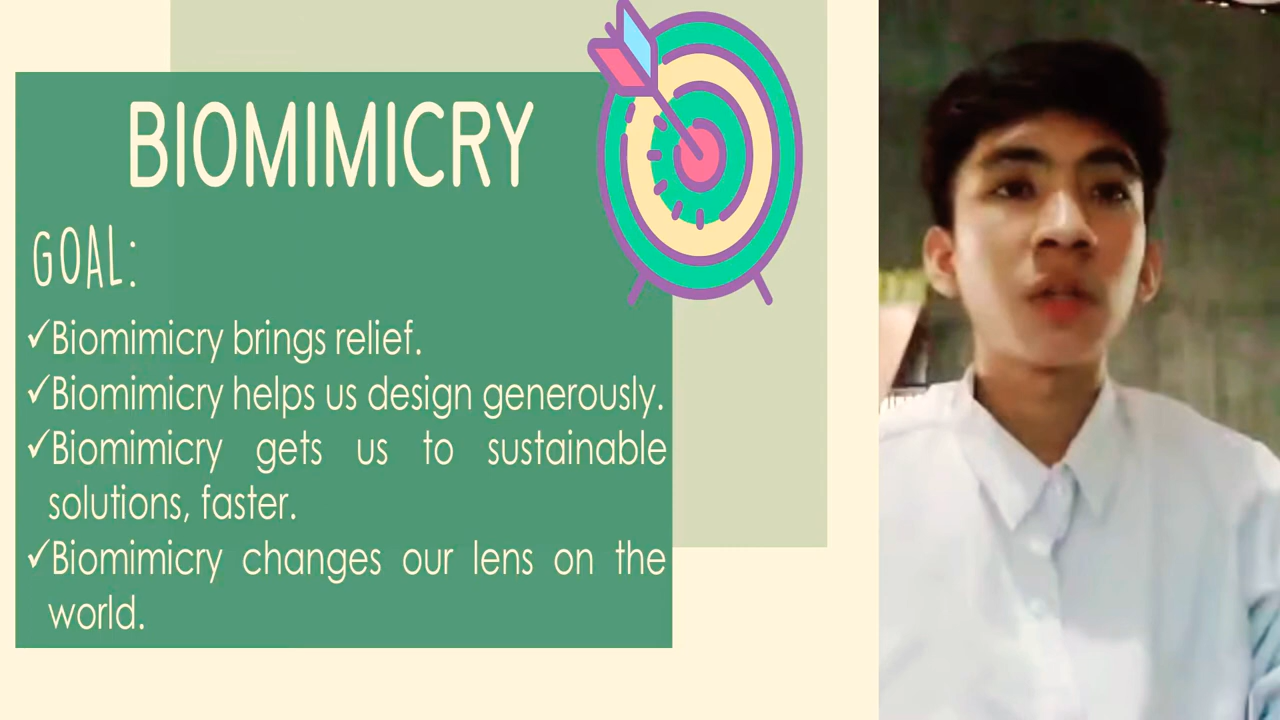 BIOMIMICRY
GOAL:
✓Biomimicry brings relief.
✓Biomimicry helps us design generously.
✓Biomimicry gets us to sustainable
solutions, faster.
✓Biomimicry changes our lens on the
world.